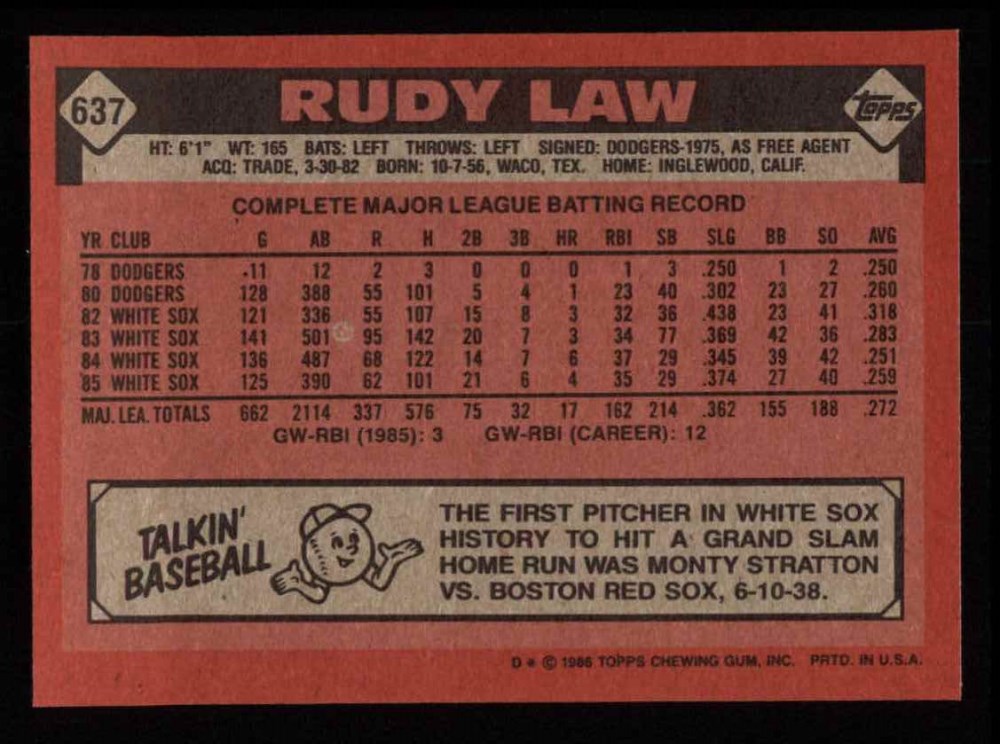 637
RUDY LAW
topps
HT: 6'1" WT: 165 BATS: LEFT THROWS: LEFT SIGNED: DODGERS-1975, AS FREE AGENT
ACQ: TRADE, 3-30-82 BORN: 10-7-56, WACO, TEX. HOME: INGLEWOOD, CALIF.
COMPLETE MAJOR LEAGUE BATTING RECORD
YR CLUB G AB R H 2B 3B HR RBI SB SLG BB SO AVG
78 DODGERS 11 12 2 3 0 0 0 1 3 .250 1 2 .250
80 DODGERS 128 388 55 101 5 4 1 23 40 .302 23 27 .260
82 WHITE SOX 121 336 55 107 15 8 3 32 36 .438 23 41 .318
83 WHITE SOX 141 501 95 142 20 7 3 34 77 .369 42 36 .283
84 WHITE SOX 136 487 68 122 14 7 6 37 29 .345 39 42 .251
85 WHITE SOX 125 390 62 101 21 6 4 35 29 .374 27 40 .259
MAJ. LEA. TOTALS 662 2114 337 576 75 32 17 162 214 .362 155 188 .272
GW-RBI (1985): 3 GW-RBI (CAREER): 12
TALKIN'
BASEBALL
THE FIRST PITCHER IN WHITE SOX
HISTORY TO HIT A GRAND SLAM
HOME RUN WAS MONTY STRATTON
VS. BOSTON RED SOX, 6-10-38.
D * © 1986 TOPPS CHEWING GUM, INC. PRTD. IN U.S.A.